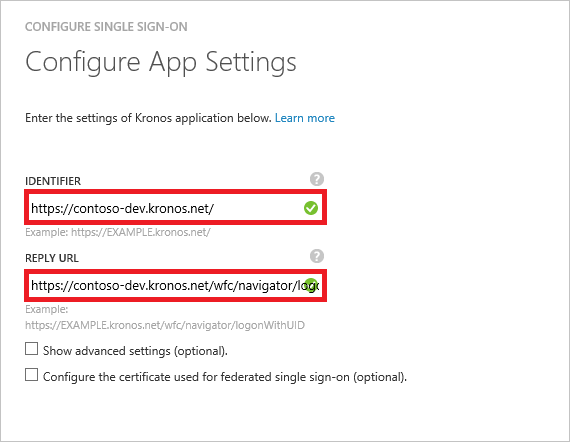 CONFIGURE SINGLE SIGN-ON
Configure App Settings
Enter the settings of Kronos application below. Learn more
IDENTIFIER ?
https://contoso-dev.kronos.net/
Example: https://EXAMPLE.kronos.net/
REPLY URL ?
https://contoso-dev.kronos.net/wfc/navigator/logo
Example:
https://EXAMPLE.kronos.net/wfc/navigator/logonWithUID
Show advanced settings (optional).
Configure the certificate used for federated single sign-on (optional).